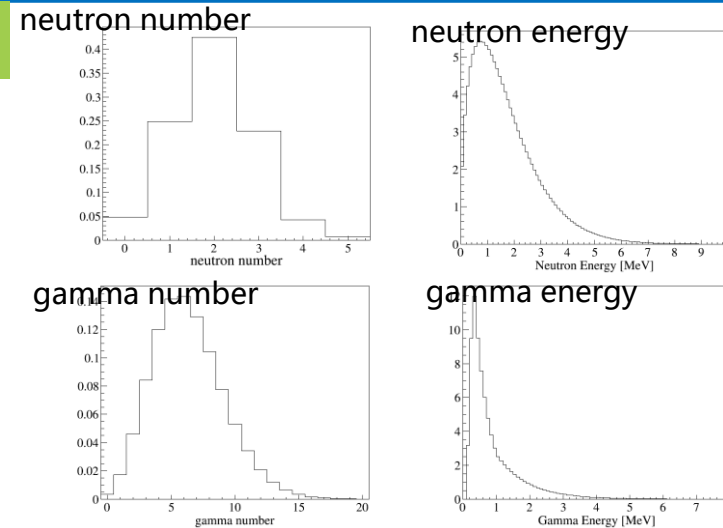 neutron number
neutron energy
0.4
0.35
0.3
0.25
0.2
0.15
0.1
0.05
0
0 1 2 3 4 5
neutron number
5
4
3
2
1
0
0 1 2 3 4 5 6 7 8 9
Neutron Energy [MeV]
gamma number
gamma energy
0.14
0.12
0.1
0.08
0.06
0.04
0.02
0
0 5 10 15 20
gamma number
10
8
6
4
2
0
0 1 2 3 4 5 6 7
Gamma Energy [MeV]